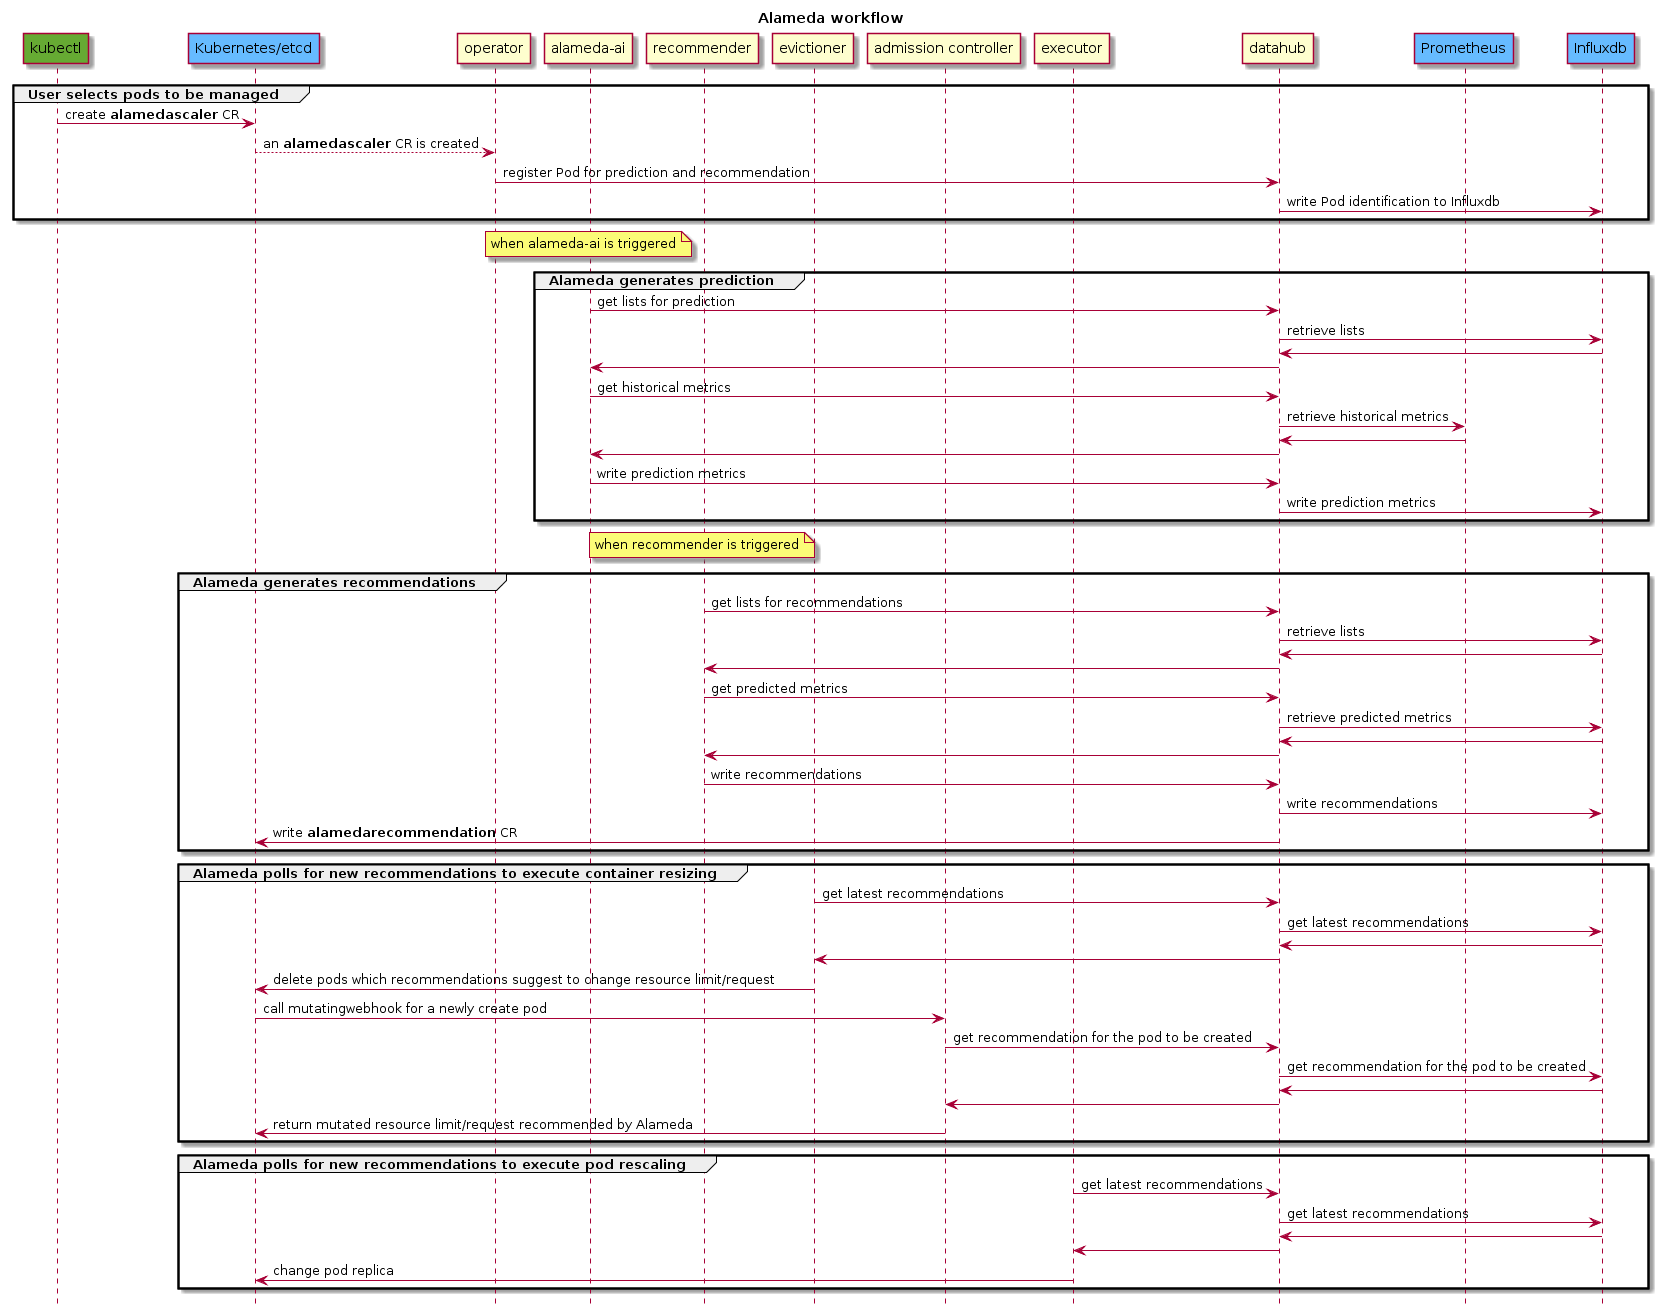 Alameda workflow
kubectl
Kubernetes/etcd
operator
alameda-ai
recommender
evictioner
admission controller
executor
datahub
Prometheus
Influxdb
User selects pods to be managed
create alamedascaler CR
an alamedascaler CR is created
register Pod for prediction and recommendation
write Pod identification to Influxdb
when alameda-ai is triggered
Alameda generates prediction
get lists for prediction
retrieve lists
get historical metrics
retrieve historical metrics
write prediction metrics
write prediction metrics
when recommender is triggered
Alameda generates recommendations
get lists for recommendations
retrieve lists
get predicted metrics
retrieve predicted metrics
write recommendations
write recommendations
write alamedarecommendation CR
Alameda polls for new recommendations to execute container resizing
get latest recommendations
get latest recommendations
delete pods which recommendations suggest to change resource limit/request
call mutatingwebhook for a newly create pod
get recommendation for the pod to be created
get recommendation for the pod to be created
return mutated resource limit/request recommended by Alameda
Alameda polls for new recommendations to execute pod rescaling
get latest recommendations
get latest recommendations
change pod replica